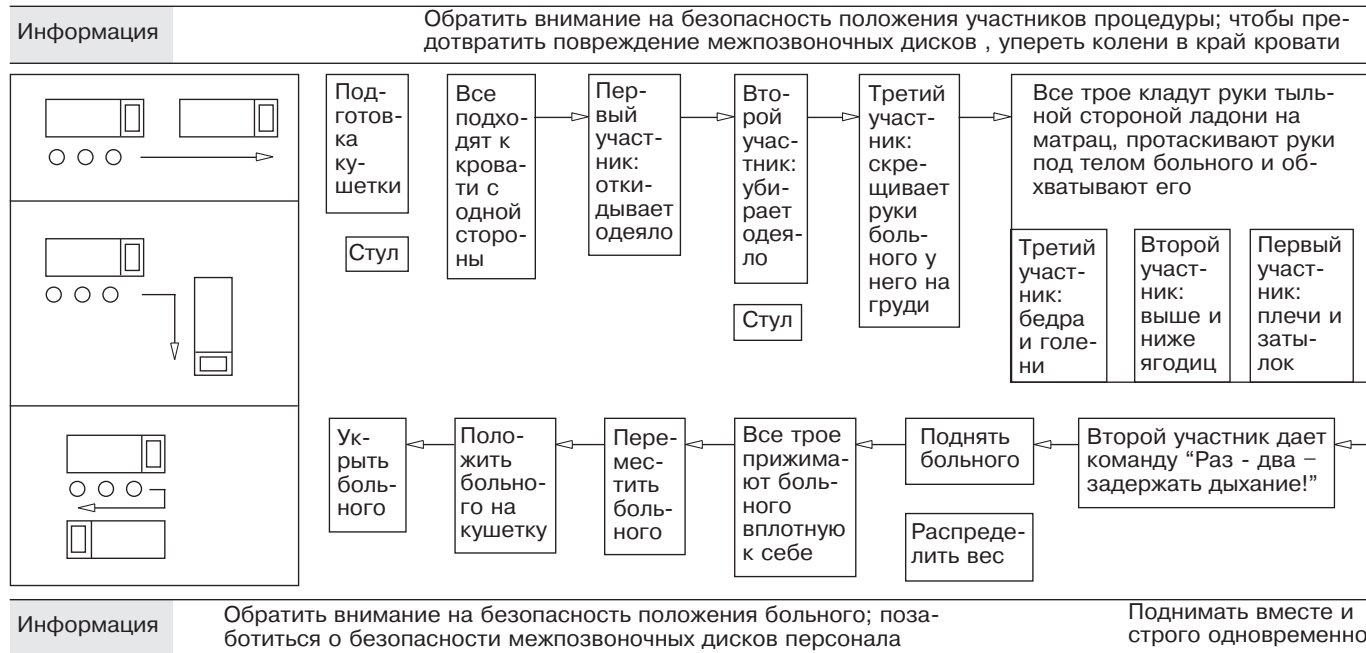 Информация
Обратить внимание на безопасность положения участников процедуры; чтобы пре-
дотвратить повреждение межпозвоночных дисков , упереть колени в край кровати
Под-
готов-
ка
ку-
шетки
Стул
Все
подхо-
дят к
крова-
ти с
одной
сторо-
ны
Пер-
вый
участ-
ник:
отки-
дывает
одеяло
Вто-
рой
учас-
тник:
уби-
рает
одея-
ло
Стул
Третий
участ-
ник:
скре-
щивает
руки
боль-
ного у
него на
груди
Все трое кладут руки тыль-
ной стороной ладони на
матрац, протаскивают руки
под телом больного и об-
хватывают его
Третий
участ-
ник:
бедра
и голе-
ни
Второй
участ-
ник:
выше и
ниже
ягодиц
Первый
участ-
ник:
плечи и
заты-
лок
Второй участник дает
команду “Раз - два –
задержать дыхание!”
Поднять
больного
Распреде-
лить вес
Все трое
прижима-
ют боль-
ного
вплотную
к себе
Пере-
мес-
тить
боль-
ного
Поло-
жить
больно-
го на
кушетку
Ук-
рыть
боль-
ного
Информация
Обратить внимание на безопасность положения больного; поза-
ботиться о безопасности межпозвоночных дисков персонала
Поднимать вместе и
строго одновременно